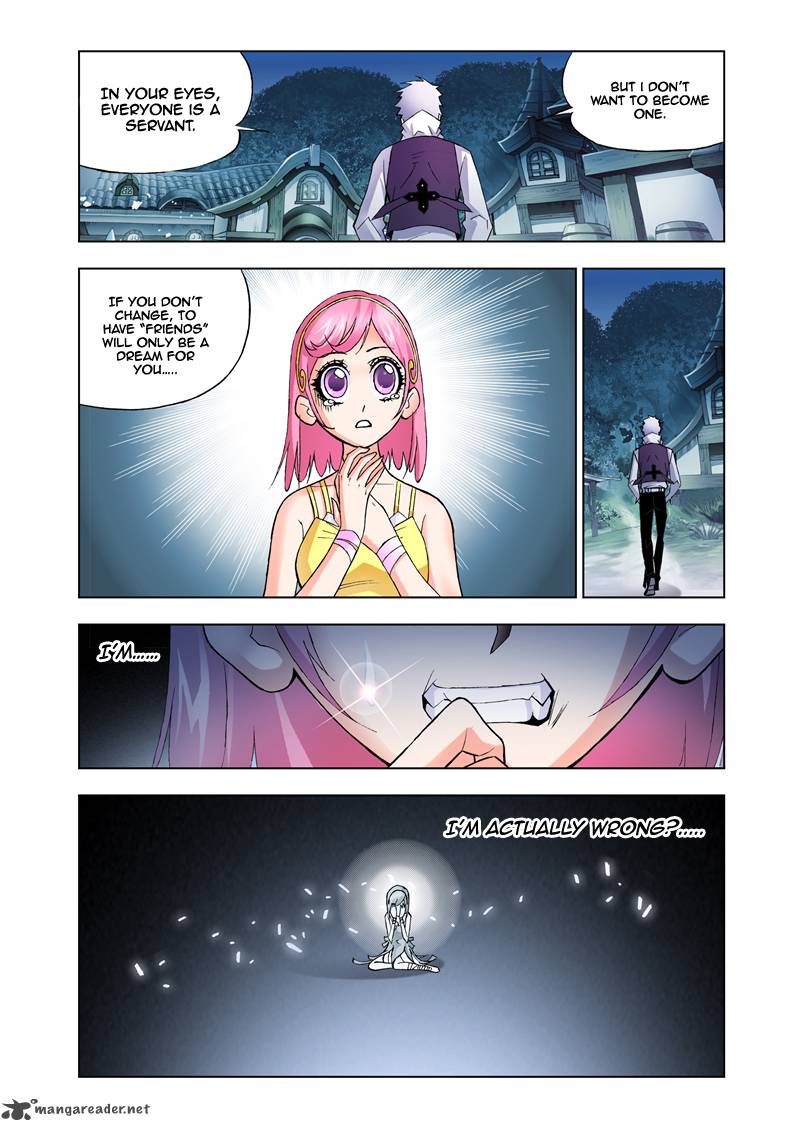 IN YOUR EYES,
EVERYONE IS A
SERVANT.
BUT I DON'T
WANT TO BECOME
ONE.
IF YOU DON'T
CHANGE, TO
HAVE "FRIENDS"
WILL ONLY BE A
DREAM FOR
YOU.....
I'M......
I'M ACTUALLY WRONG?.....
mangareader.net